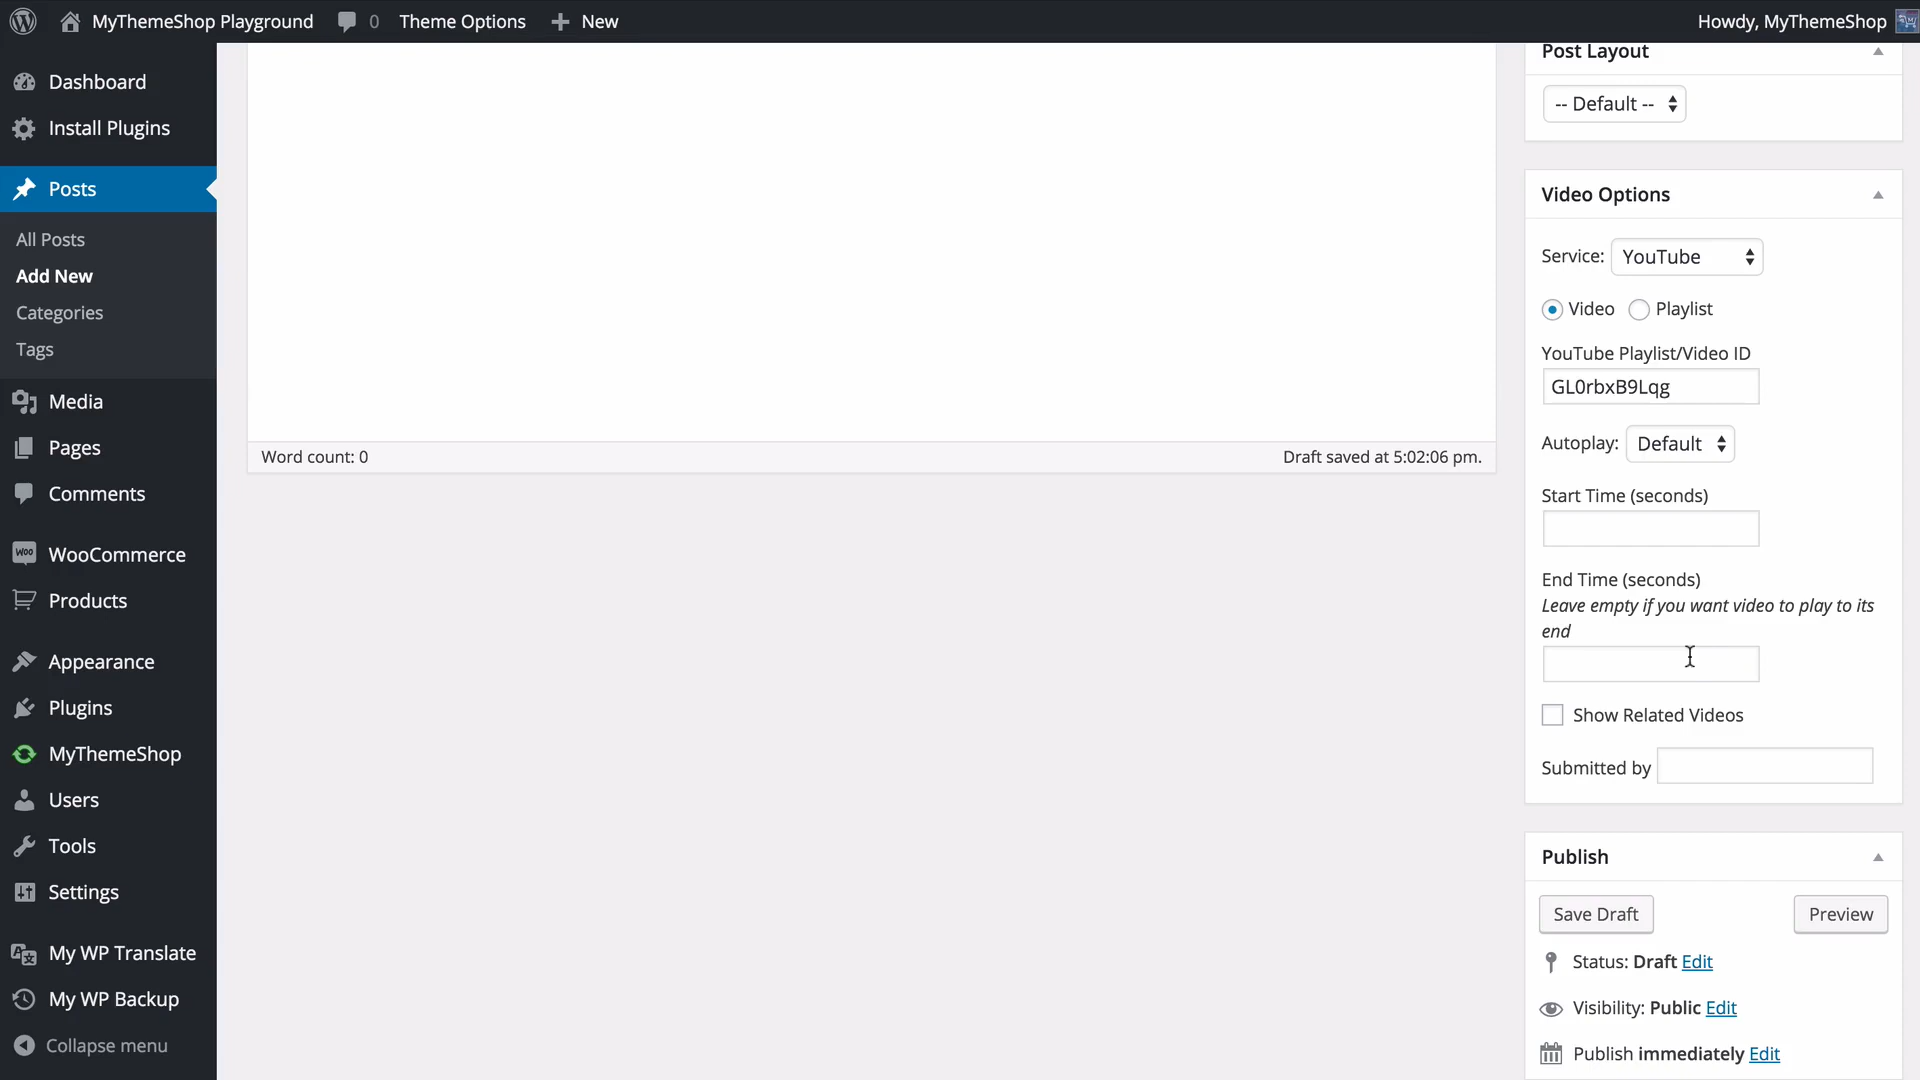 MyThemeShop Playground 0 Theme Options New Howdy, MyThemeShop
Dashboard
Install Plugins
Posts
All Posts
Add New
Categories
Tags
Media
Pages
Comments
WOO WooCommerce
Products
Appearance
Plugins
MyThemeShop
Users
Tools
Settings
My WP Translate
My WP Backup
Collapse menu
Word count: 0 Draft saved at 5:02:06 pm.
Post Layout
-- Default --
Video Options
Service: YouTube
Video Playlist
YouTube Playlist/Video ID
GL0rbxB9Lqg
Autoplay: Default
Start Time (seconds)
End Time (seconds)
Leave empty if you want video to play to its
end
Show Related Videos
Submitted by
Publish
Save Draft Preview
Status: Draft Edit
Visibility: Public Edit
Publish immediately Edit